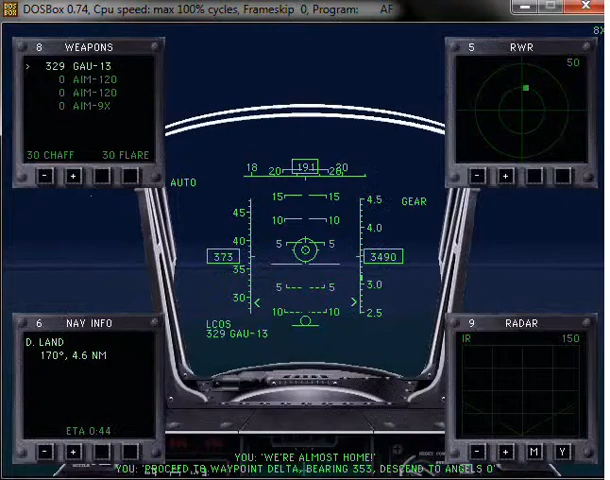 DOSBox 0.74, Cpu speed: max 100% cycles, Frameskip 0, Program: AF
8X
8 WEAPONS
> 329 GAU-13
0 AIM-120
0 AIM-120
0 AIM-9X
30 CHAFF 30 FLARE
- +
5 RWR
50
- +
18 191 20
20 20
AUTO
GEAR
15 15
10 10
5 5
5 5
10 10
45
40
35
30
373
4.5
4.0
3490
3.0
2.5
LCOS
329 GAU-13
6 NAV INFO
D. LAND
170°, 4.6 NM
ETA 0:44
- +
9 RADAR
IR 150
- + M Y
YOU: 'WE'RE ALMOST HOME!'
YOU: 'PROCEED TO WAYPOINT DELTA, BEARING 353, DESCEND TO ANGELS 0'